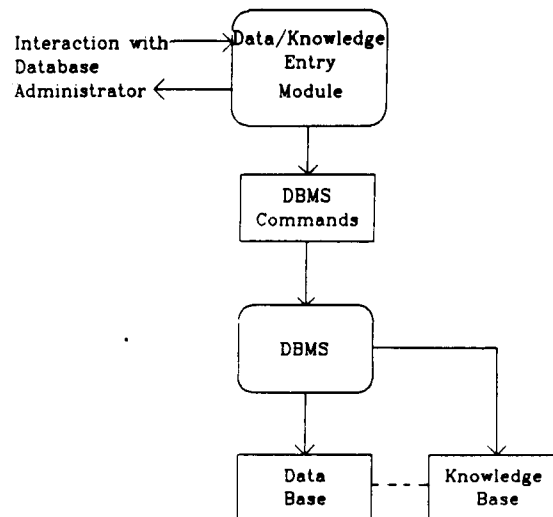 Interaction with
Database
Administrator
Data/Knowledge
Entry
Module
DBMS
Commands
DBMS
Data
Base
Knowledge
Base